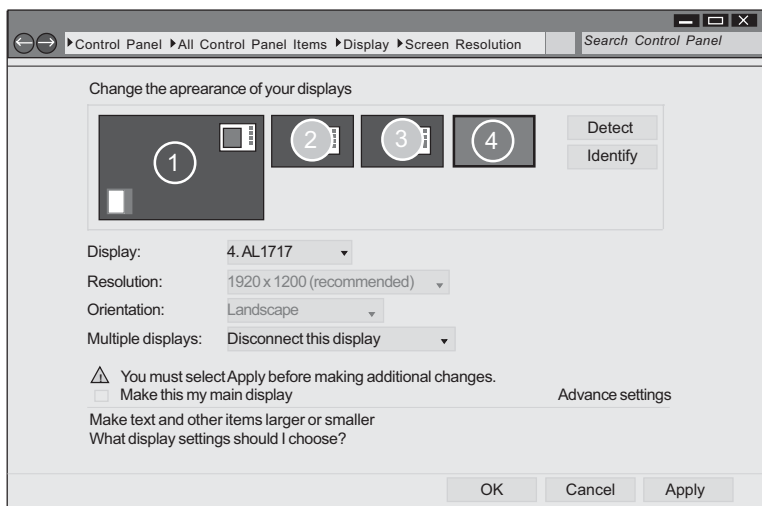 Control Panel All Control Panel Items Display Screen Resolution Search Control Panel
Change the aprearance of your displays
1 2 3 4
Detect
Identify
Display: 4. AL1717
Resolution: 1920 x 1200 (recommended)
Orientation: Landscape
Multiple displays: Disconnect this display
You must select Apply before making additional changes.
Make this my main display Advance settings
Make text and other items larger or smaller
What display settings should I choose?
OK Cancel Apply